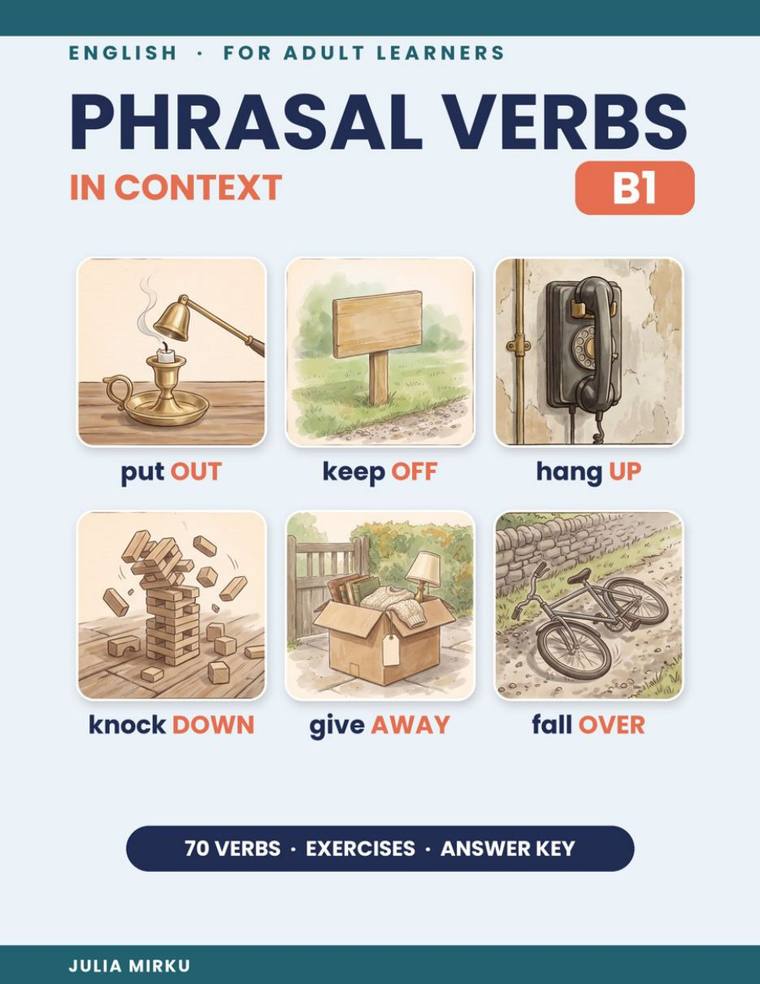 ENGLISH · FOR ADULT LEARNERS
PHRASAL VERBS
IN CONTEXT
B1
put OUT
keep OFF
hang UP
knock DOWN
give AWAY
fall OVER
70 VERBS · EXERCISES · ANSWER KEY
JULIA MIRKU